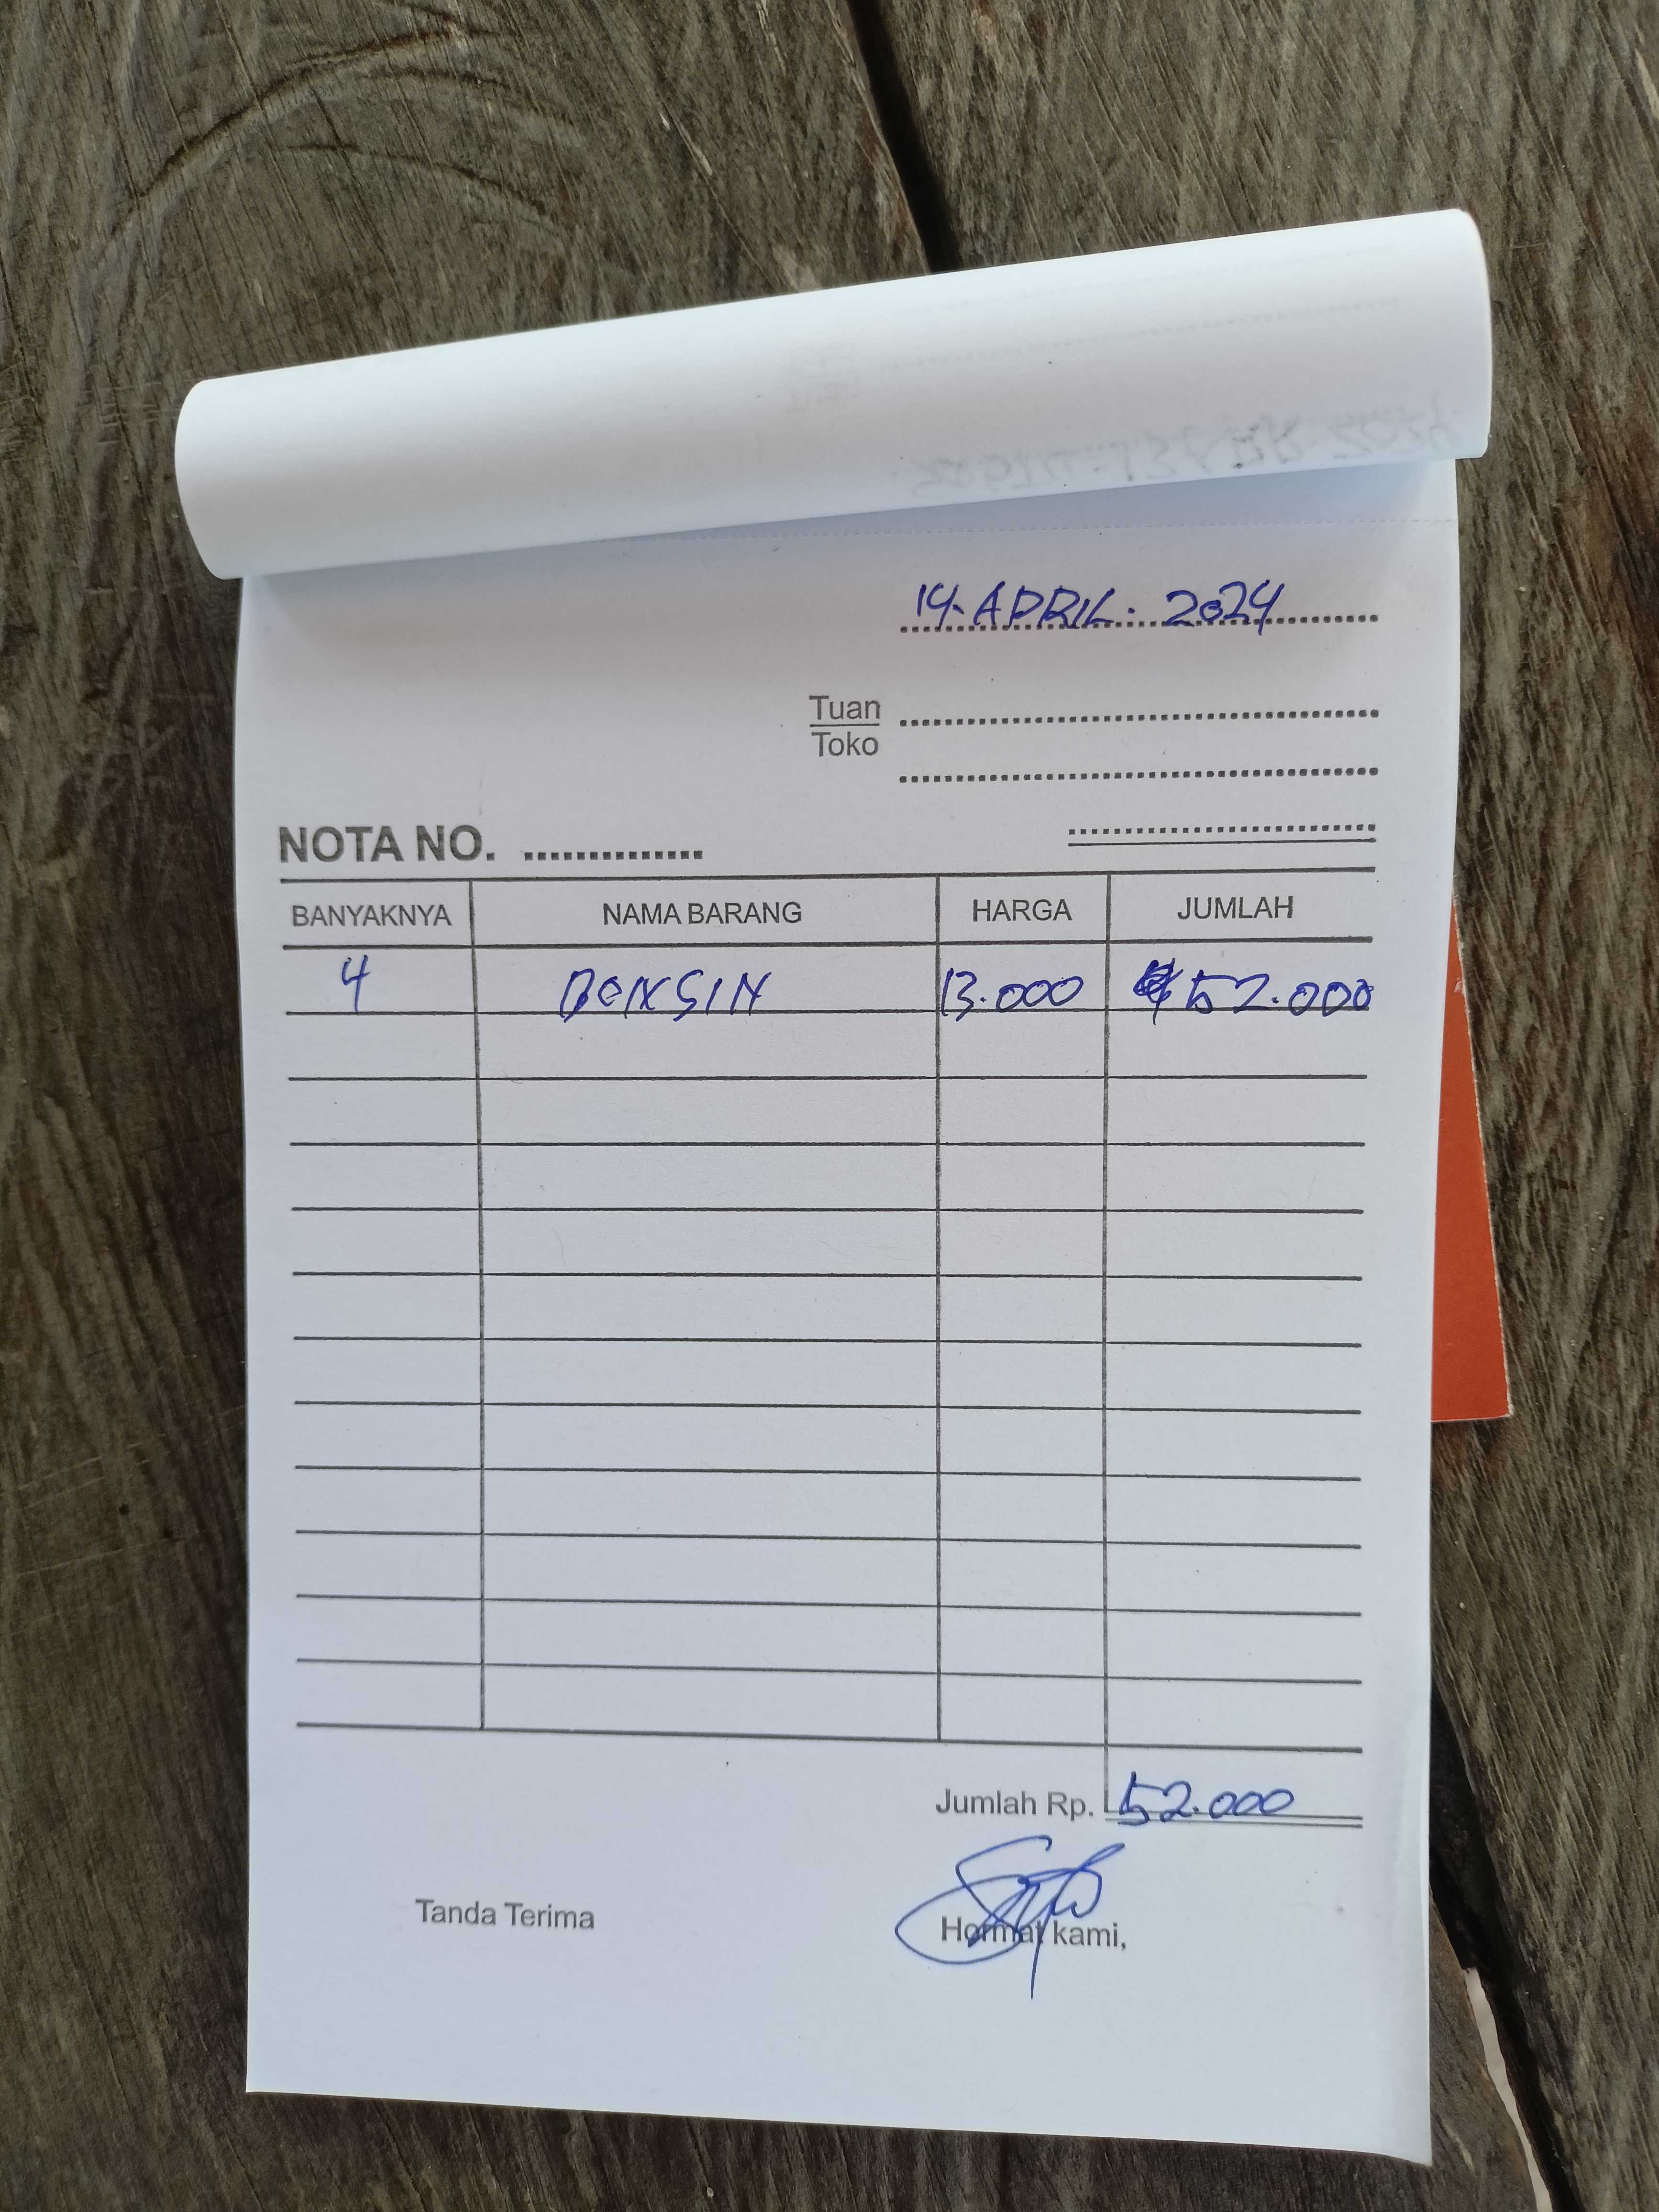 14. APRIL. 2024
Tuan
Toko
NOTA NO.
BANYAKNYA NAMA BARANG HARGA JUMLAH
4 BENSIN 13.000 52.000
Jumlah Rp. 52.000
Tanda Terima Hormat kami,